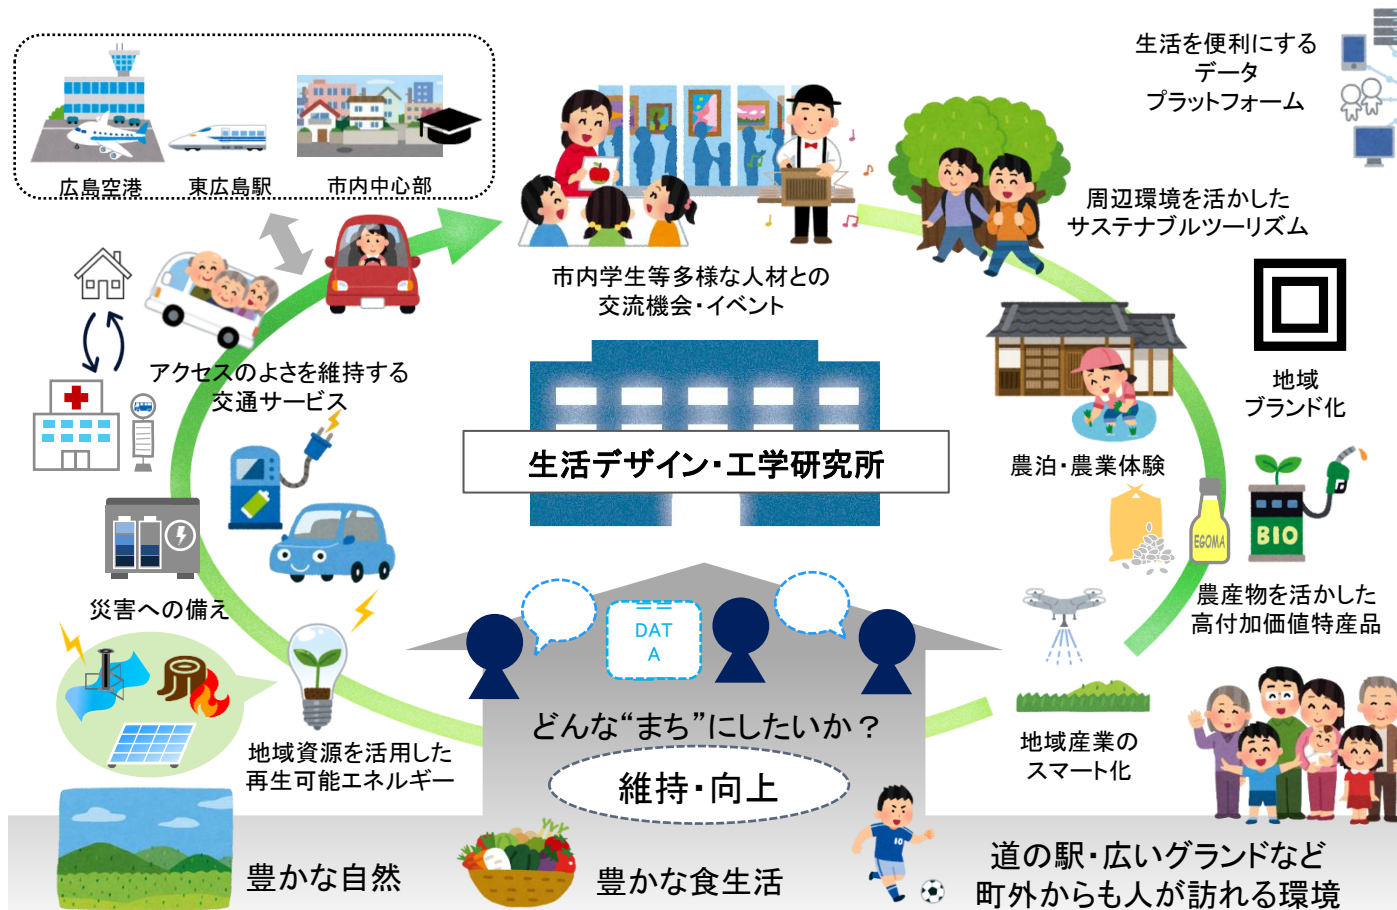 広島空港
東広島駅
市内中心部
生活を便利にする
データ
プラットフォーム
周辺環境を活かした
サステナブルツーリズム
市内学生等多様な人材との
交流機会・イベント
アクセスのよさを維持する
交通サービス
地域
ブランド化
生活デザイン・工学研究所
農泊・農業体験
EGOMA
BIO
災害への備え
農産物を活かした
高付加価値特産品
DAT
A
どんな“まち”にしたいか？
地域資源を活用した
再生可能エネルギー
地域産業の
スマート化
維持・向上
10
豊かな自然
豊かな食生活
道の駅・広いグランドなど
町外からも人が訪れる環境